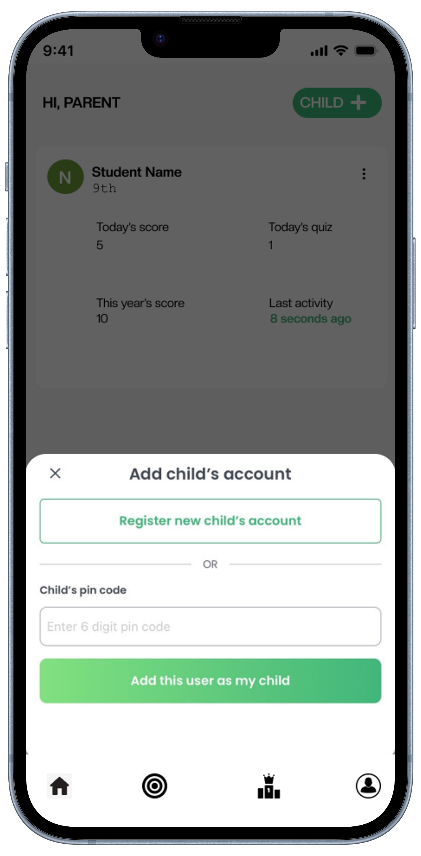 9:41
HI, PARENT
CHILD +
N
Student Name
9th
Today's score
Today's quiz
5
1
This year's score
Last activity
10
8 seconds ago
Add child's account
Register new child's account
OR
Child's pin code
Enter 6 digit pin code
Add this user as my child